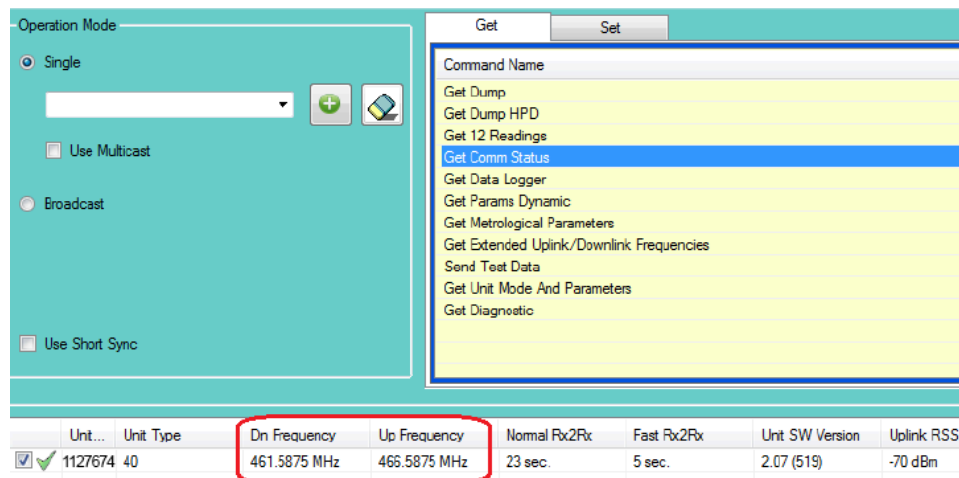 Operation Mode
Single
Use Multicast
Broadcast
Use Short Sync
Get Set
Command Name
Get Dump
Get Dump HPD
Get 12 Readings
Get Comm Status
Get Data Logger
Get Params Dynamic
Get Metrological Parameters
Get Extended Uplink/Downlink Frequencies
Send Test Data
Get Unit Mode And Parameters
Get Diagnostic
Unit... Unit Type Dn Frequency Up Frequency Normal Rx2Rx Fast Rx2Rx Unit SW Version Uplink RSS
1127674 40 461.5875 MHz 466.5875 MHz 23 sec. 5 sec. 2.07 (519) -70 dBm